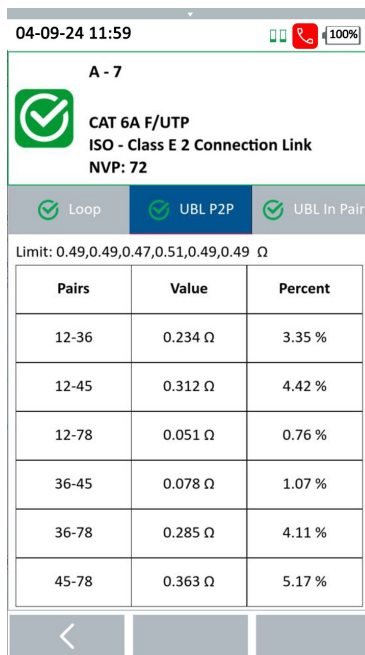 04-09-24 11:59
100%
A - 7
CAT 6A F/UTP
ISO - Class E 2 Connection Link
NVP: 72
Loop
UBL P2P
UBL In Pair
Limit: 0.49,0.49,0.47,0.51,0.49,0.49 Ω
Pairs Value Percent
12-36 0.234 Ω 3.35 %
12-45 0.312 Ω 4.42 %
12-78 0.051 Ω 0.76 %
36-45 0.078 Ω 1.07 %
36-78 0.285 Ω 4.11 %
45-78 0.363 Ω 5.17 %